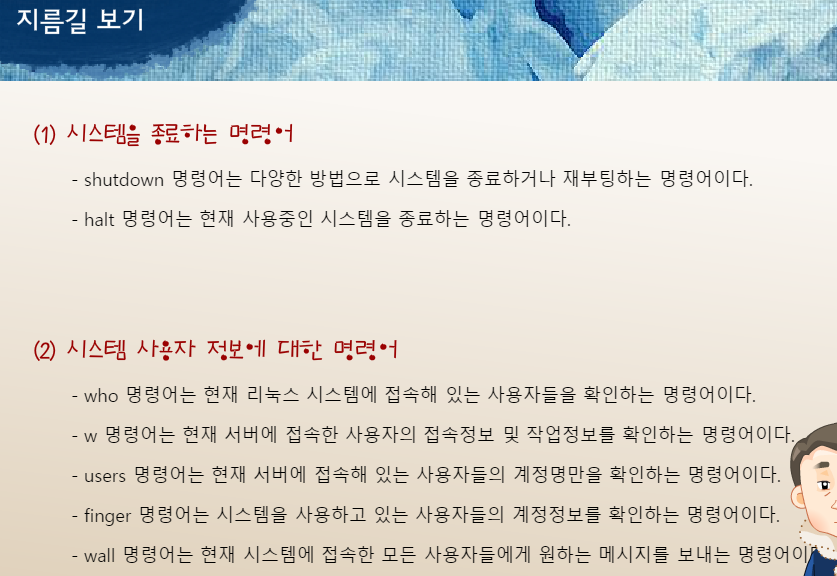 지름길 보기
(1) 시스템을 종료하는 명령어
- shutdown 명령어는 다양한 방법으로 시스템을 종료하거나 재부팅하는 명령어이다.
- halt 명령어는 현재 사용중인 시스템을 종료하는 명령어이다.
(2) 시스템 사용자 정보에 대한 명령어
- who 명령어는 현재 리눅스 시스템에 접속해 있는 사용자들을 확인하는 명령어이다.
- w 명령어는 현재 서버에 접속한 사용자의 접속정보 및 작업정보를 확인하는 명령어이다.
- users 명령어는 현재 서버에 접속해 있는 사용자들의 계정명만을 확인하는 명령어이다.
- finger 명령어는 시스템을 사용하고 있는 사용자들의 계정정보를 확인하는 명령어이다.
- wall 명령어는 현재 시스템에 접속한 모든 사용자들에게 원하는 메시지를 보내는 명령어이